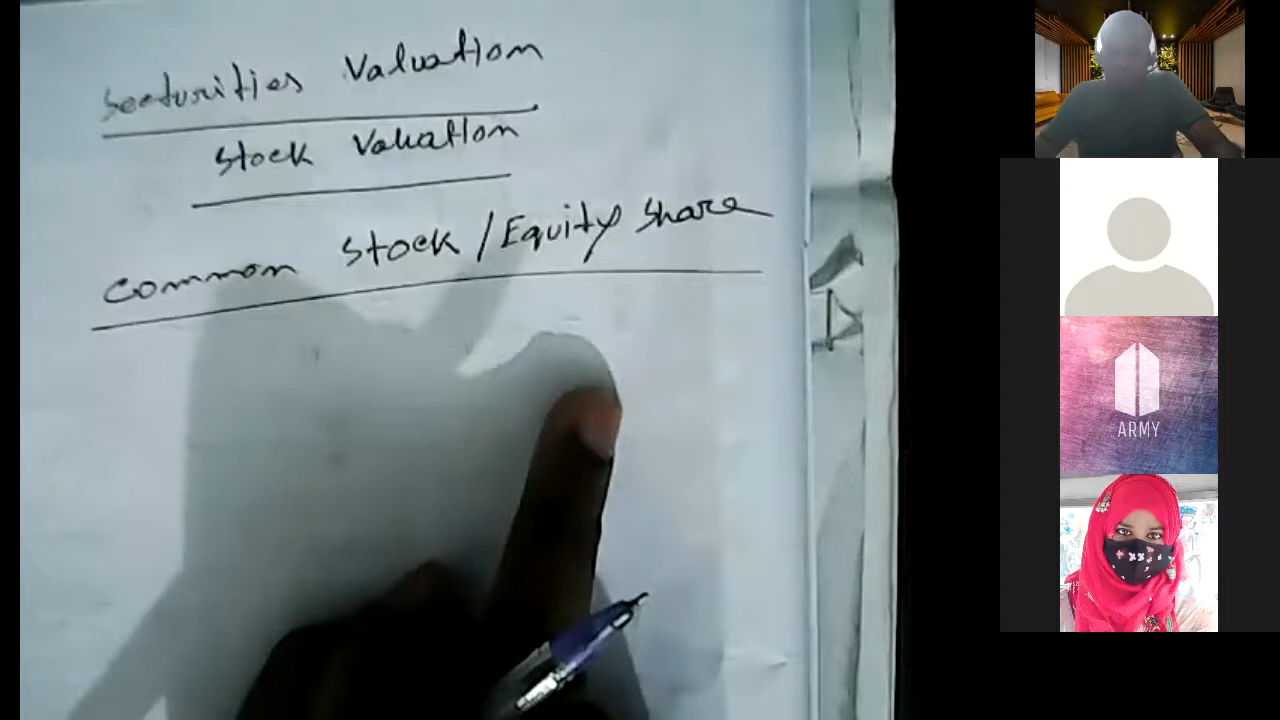 Securities Valuation
Stock Valuation
Common Stock / Equity Share
ARMY